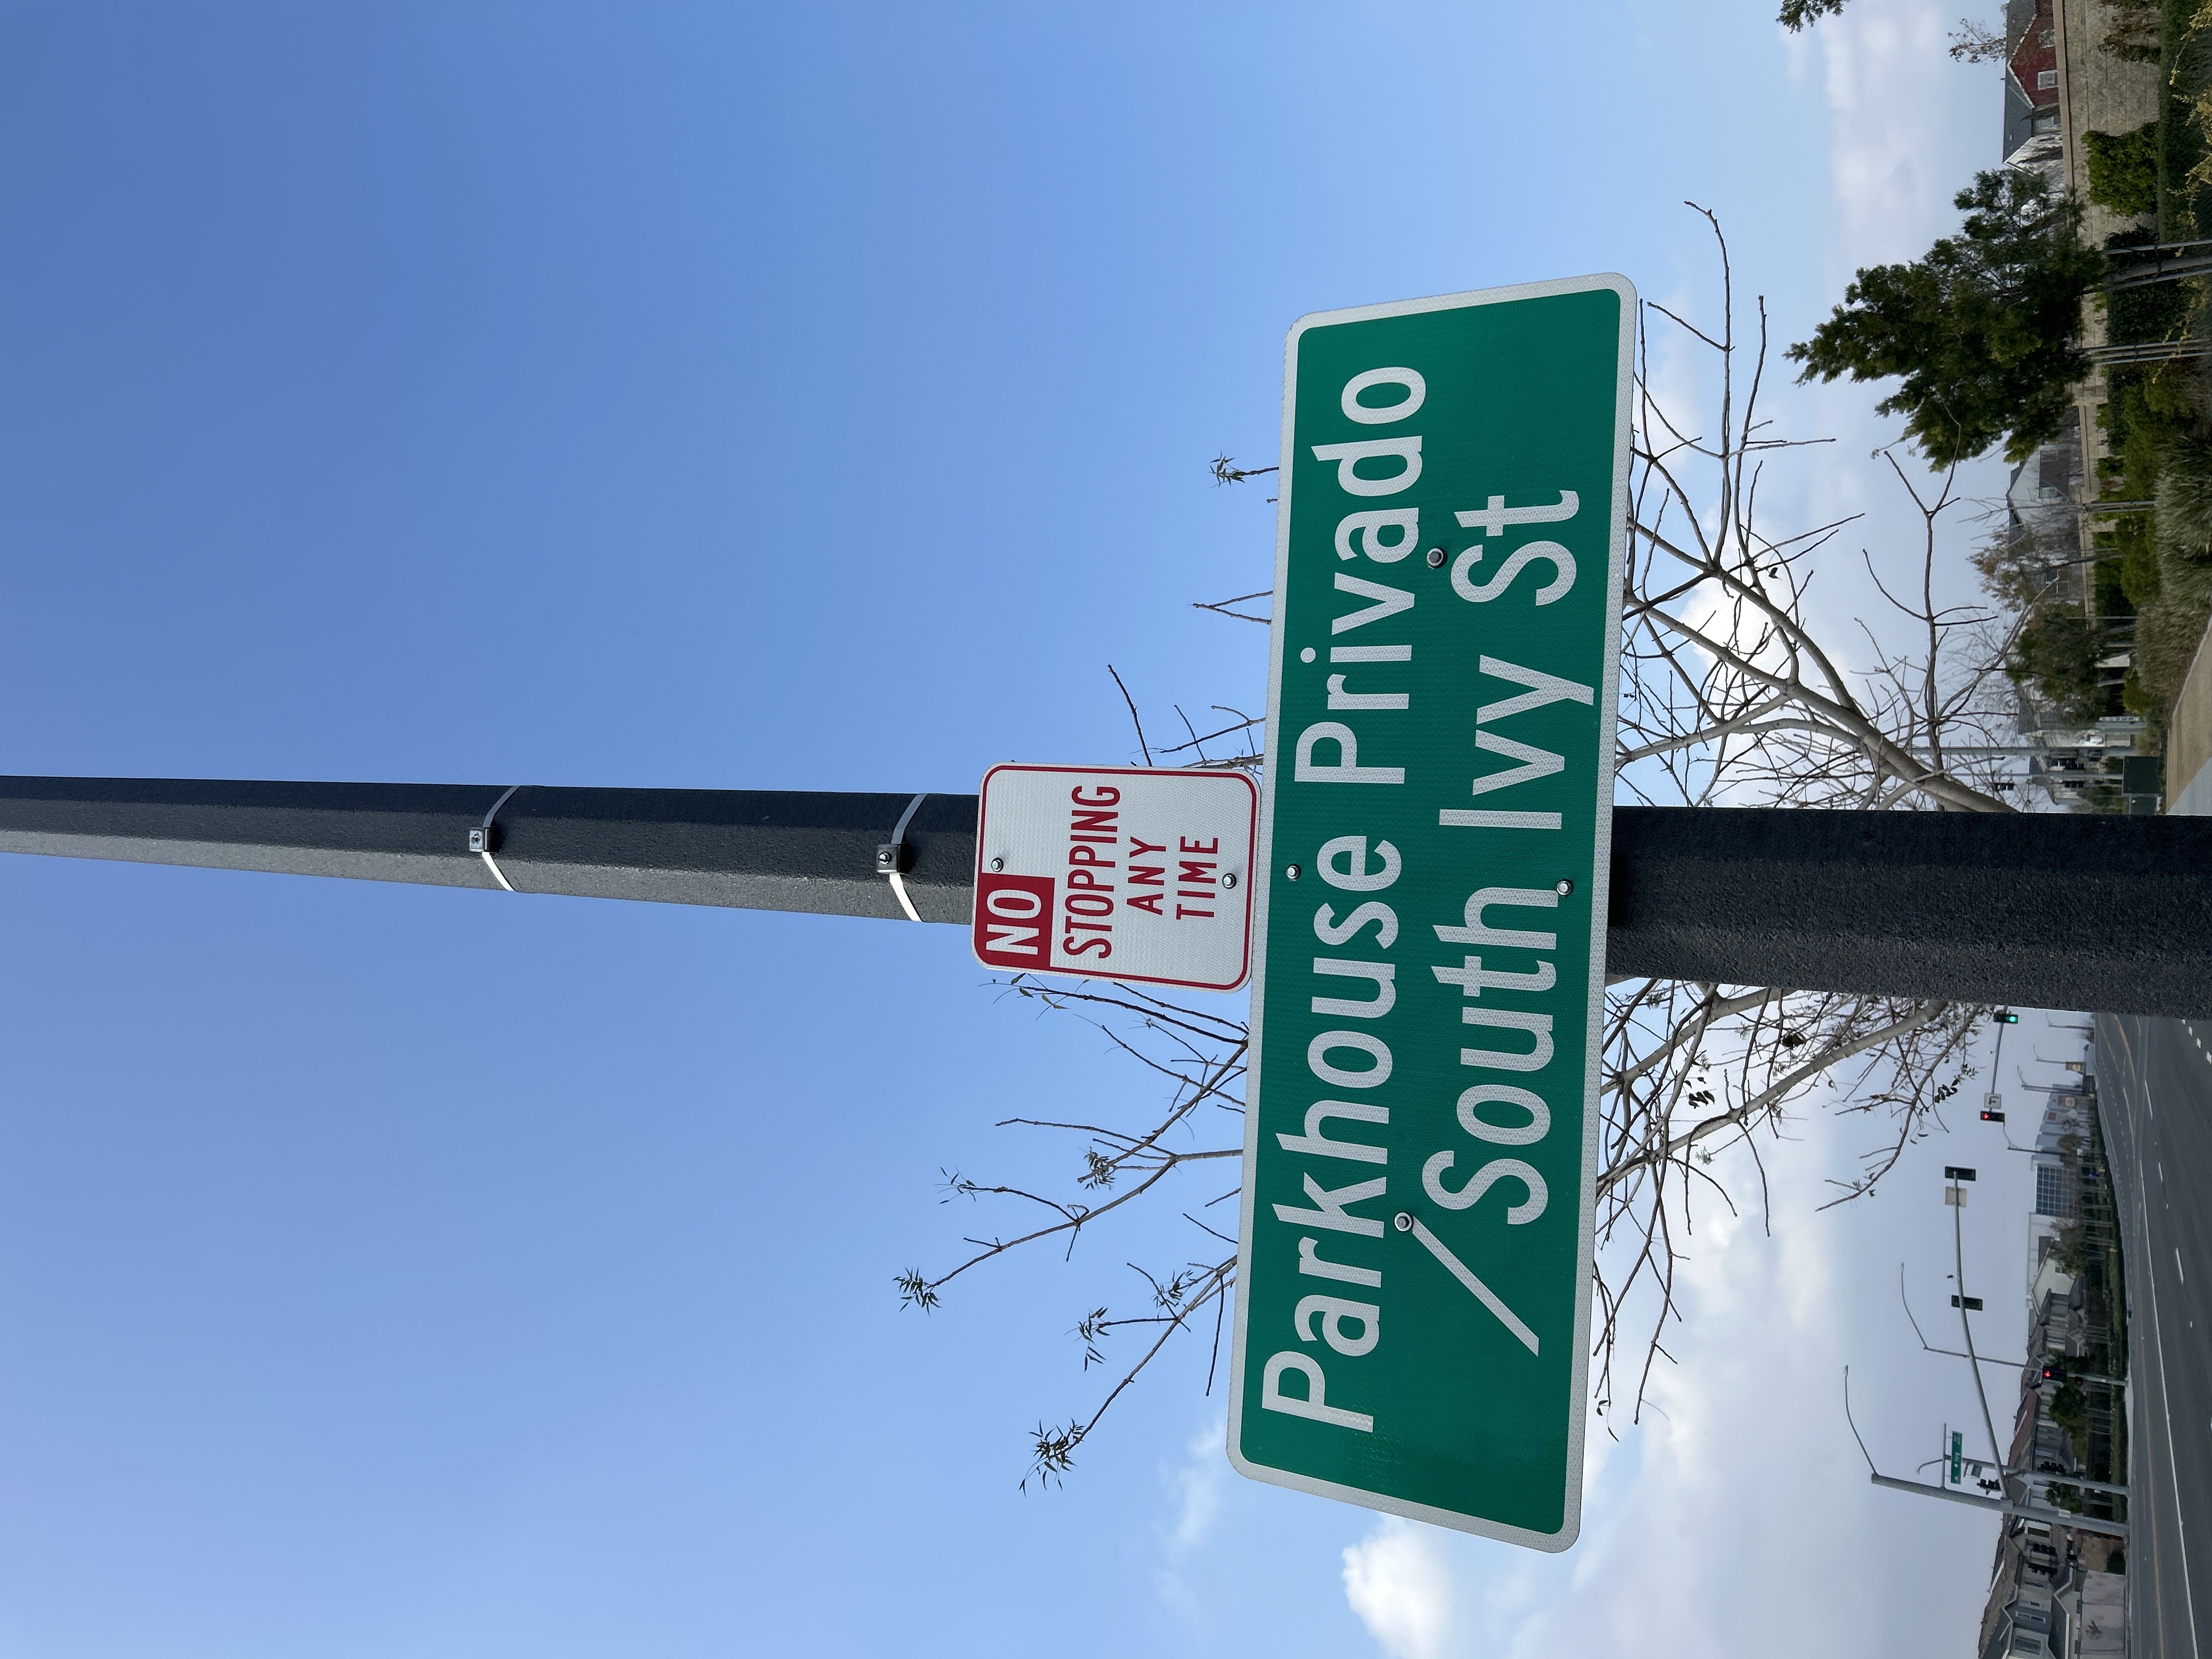 NO
STOPPING
ANY
TIME
Parkhouse Privado
/South Ivy St